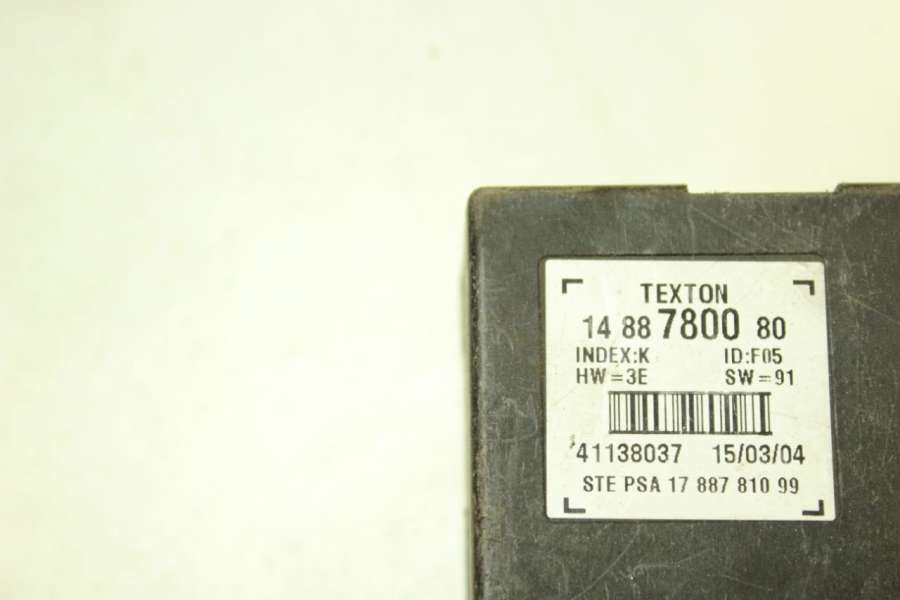 TEXTON
14 88 7800 80
INDEX:K ID:F05
HW=3E SW=91
41138037 15/03/04
STE PSA 17 887 810 99